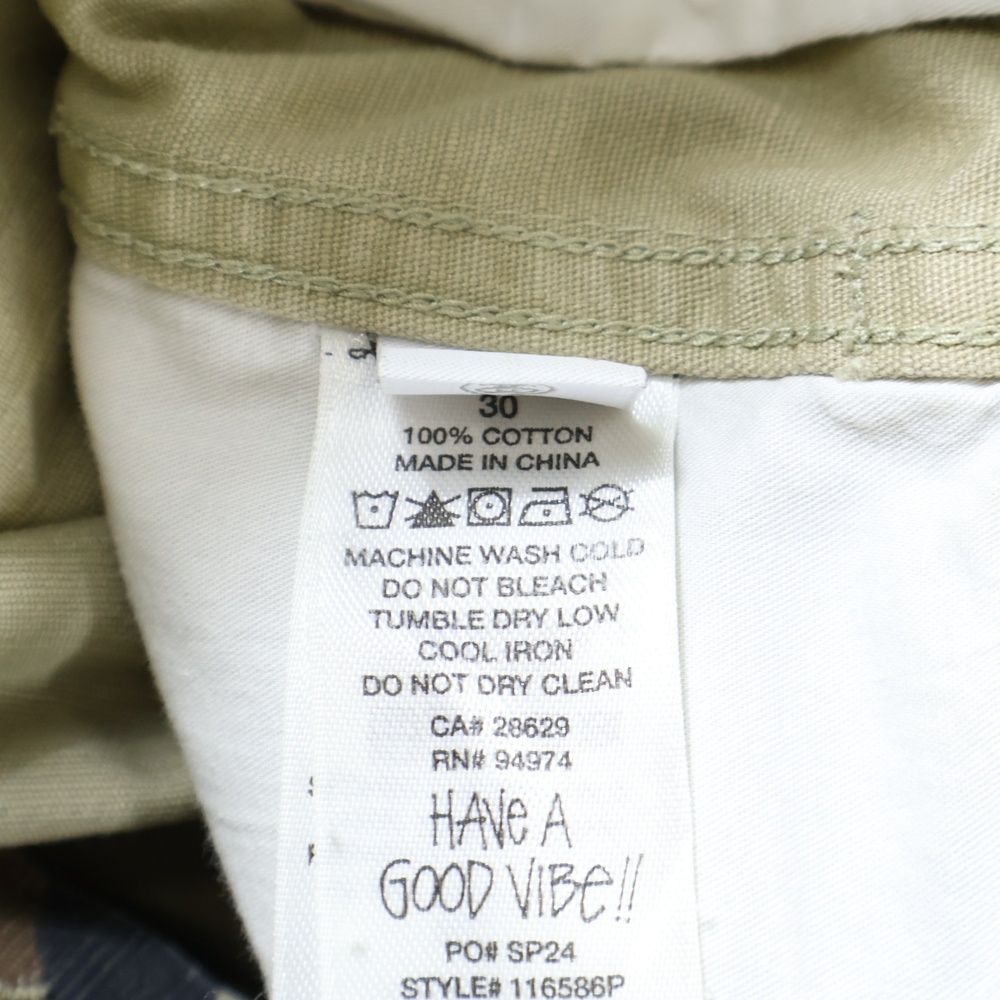 30
100% COTTON
MADE IN CHINA
MACHINE WASH COLD
DO NOT BLEACH
TUMBLE DRY LOW
COOL IRON
DO NOT DRY CLEAN
CA# 28629
RN# 94974
HAVe A
GOOD VIBe!!
PO# SP24
STYLE# 116586P